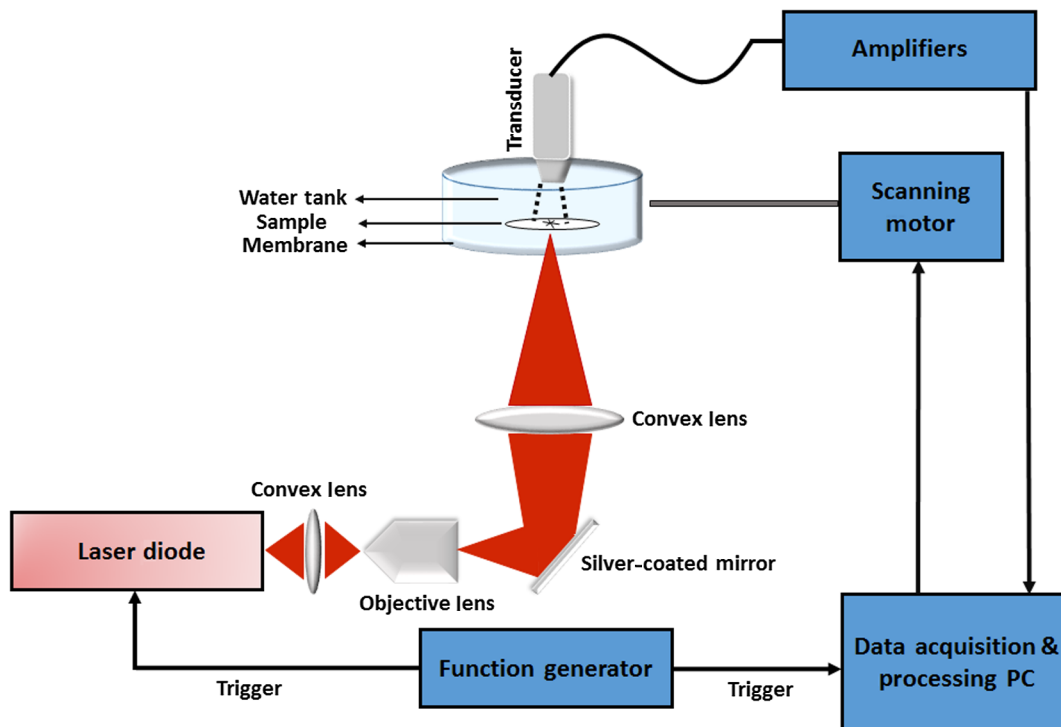 Amplifiers
Transducer
Water tank
Sample
Membrane
Scanning
motor
Convex lens
Convex lens
Laser diode
Objective lens
Silver-coated mirror
Function generator
Trigger
Trigger
Data acquisition &
processing PC